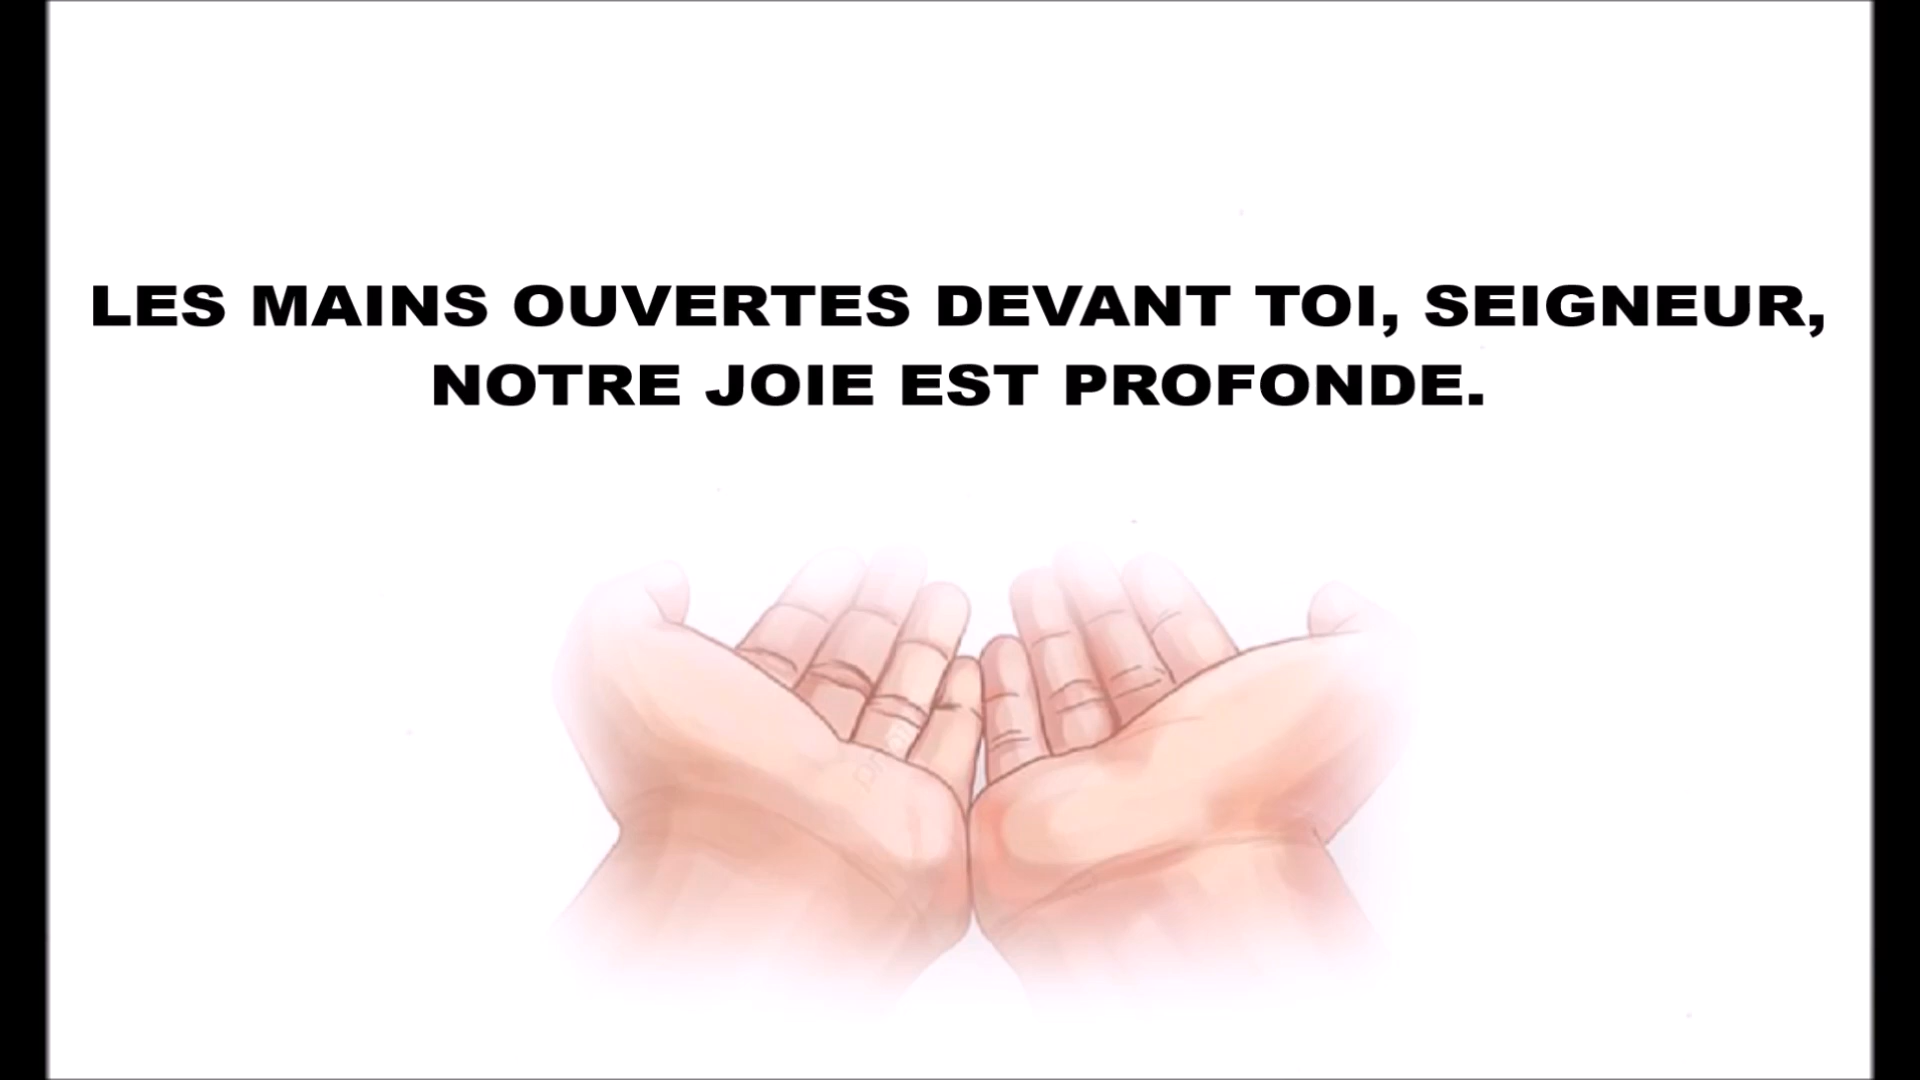 LES MAINS OUVERTES DEVANT TOI, SEIGNEUR,
NOTRE JOIE EST PROFONDE.